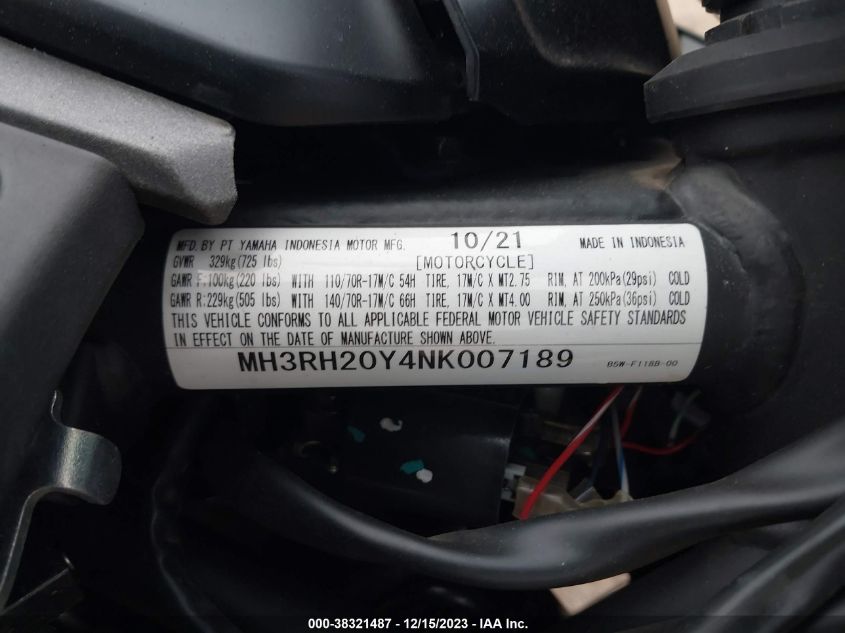 MFD. BY PT YAMAHA INDONESIA MOTOR MFG. 10/21 MADE IN INDONESIA
GVWR 329kg(725 lbs) [MOTORCYCLE]
GAWR F:100kg(220 lbs) WITH 110/70R-17M/C 54H TIRE, 17M/C X MT2.75 RIM, AT 200kPa(29psi) COLD
GAWR R:229kg(505 lbs) WITH 140/70R-17M/C 66H TIRE, 17M/C X MT4.00 RIM, AT 250kPa(36psi) COLD
THIS VEHICLE CONFORMS TO ALL APPLICABLE FEDERAL MOTOR VEHICLE SAFETY STANDARDS
IN EFFECT ON THE DATE OF MANUFACTURE SHOWN ABOVE.
MH3RH20Y4NK007189 B5W-F118B-00
000-38321487 - 12/15/2023 - IAA Inc.